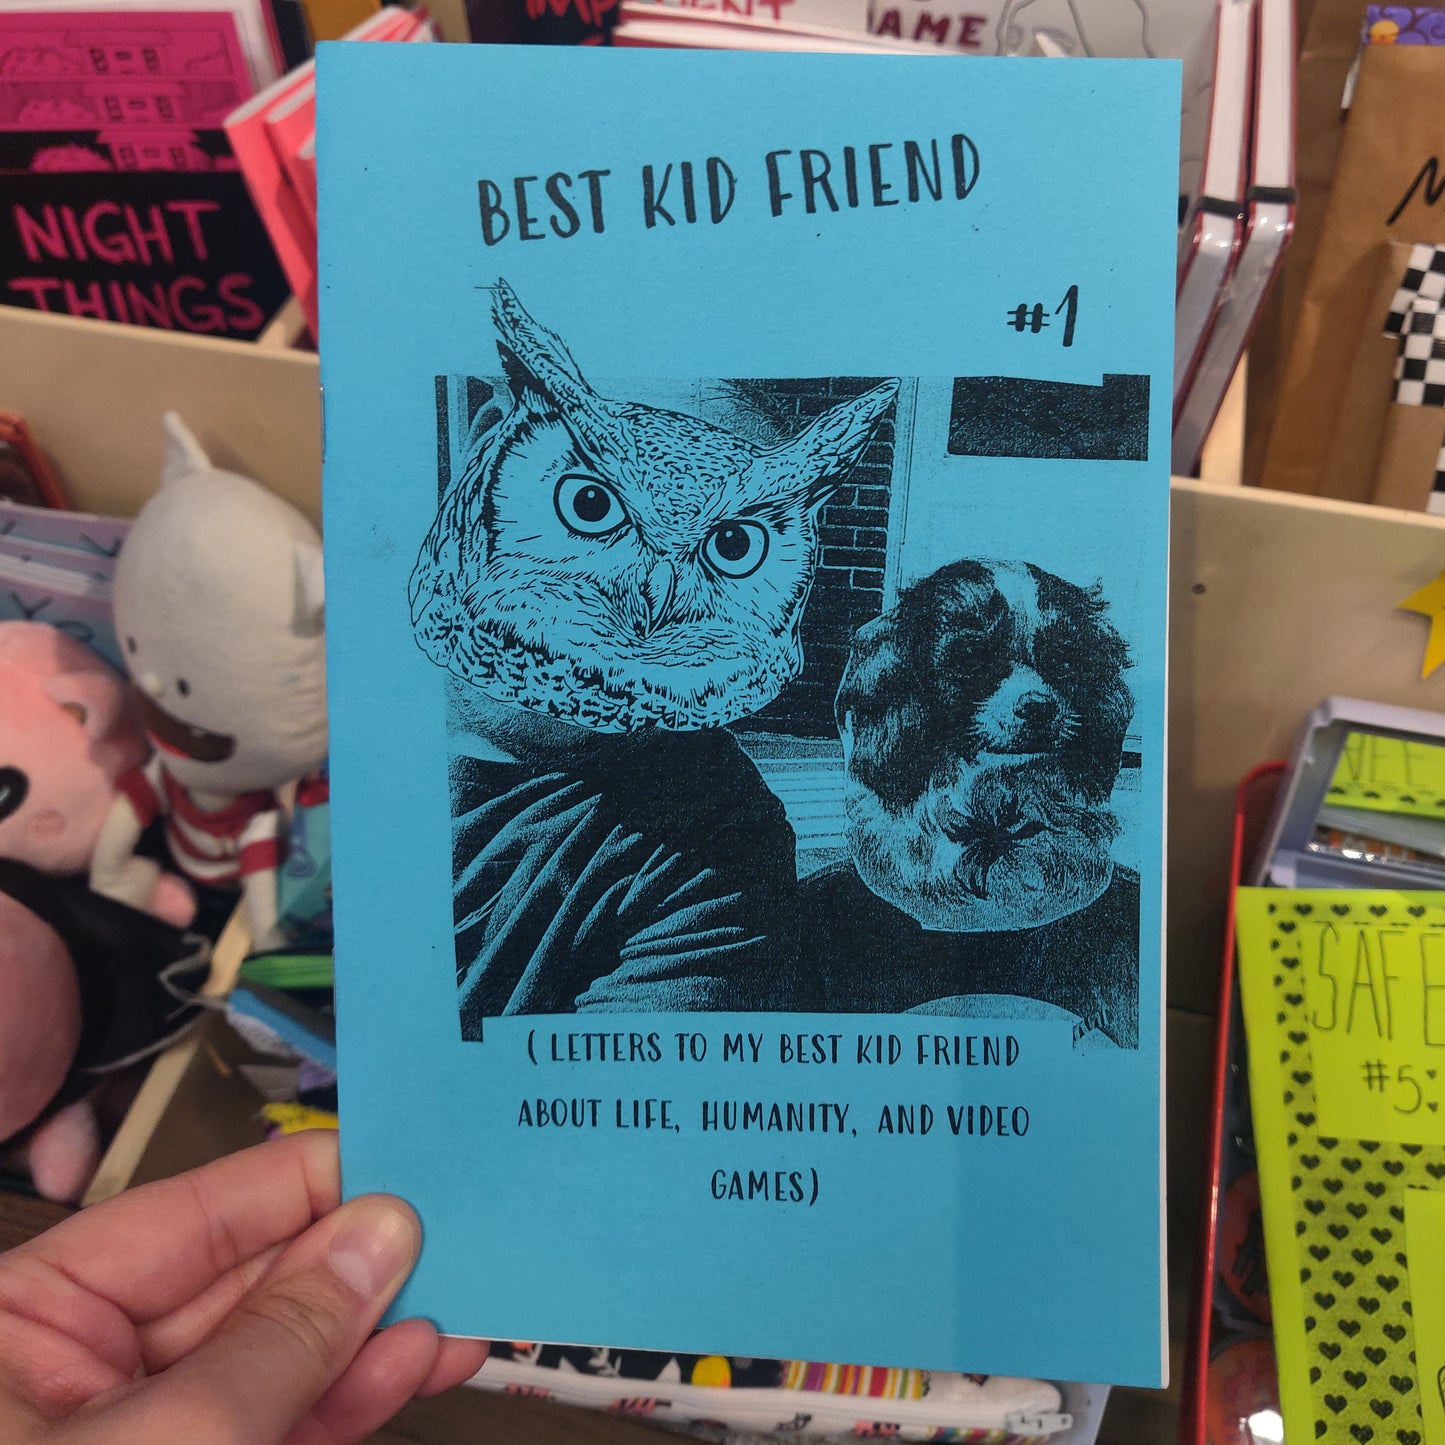 AME
NIGHT
THINGS
BEST KID FRIEND
#1
( LETTERS TO MY BEST KID FRIEND
ABOUT LIFE, HUMANITY, AND VIDEO
GAMES)
SAFE
#5